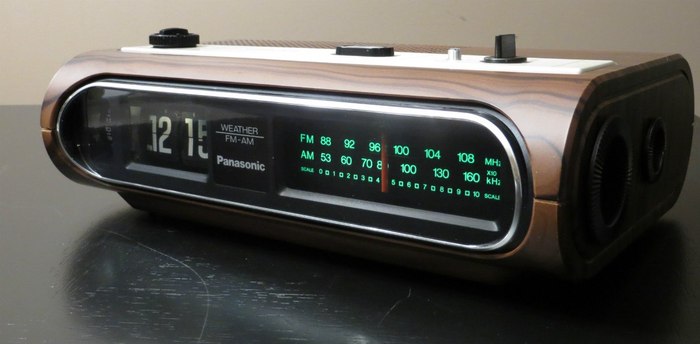 12 15
WEATHER
FM-AM
Panasonic
FM 88 92 96 100 104 108 MHz
AM 53 60 70 8 100 130 160 X10 kHz
SCALE 0 1 2 3 4 5 6 7 8 9 10 SCALE